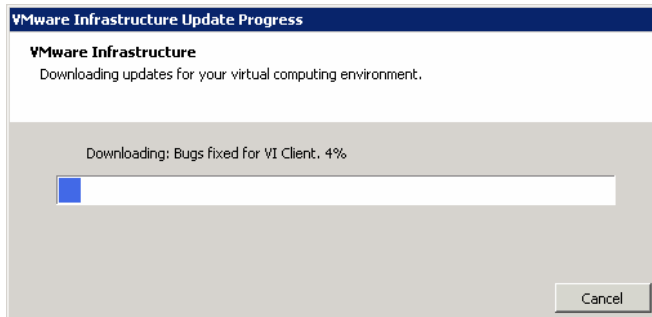 VMware Infrastructure Update Progress
VMware Infrastructure
Downloading updates for your virtual computing environment.
Downloading: Bugs fixed for VI Client. 4%
Cancel